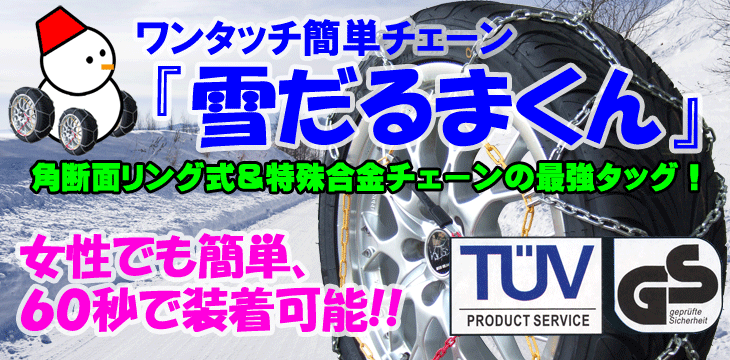 ワンタッチ簡単チェーン
『雪だるまくん』
角断面リング式&特殊合金チェーンの最強タッグ!
女性でも簡単、
60秒で装着可能!!
TÜV
PRODUCT SERVICE
GS
geprüfte
Sicherheit